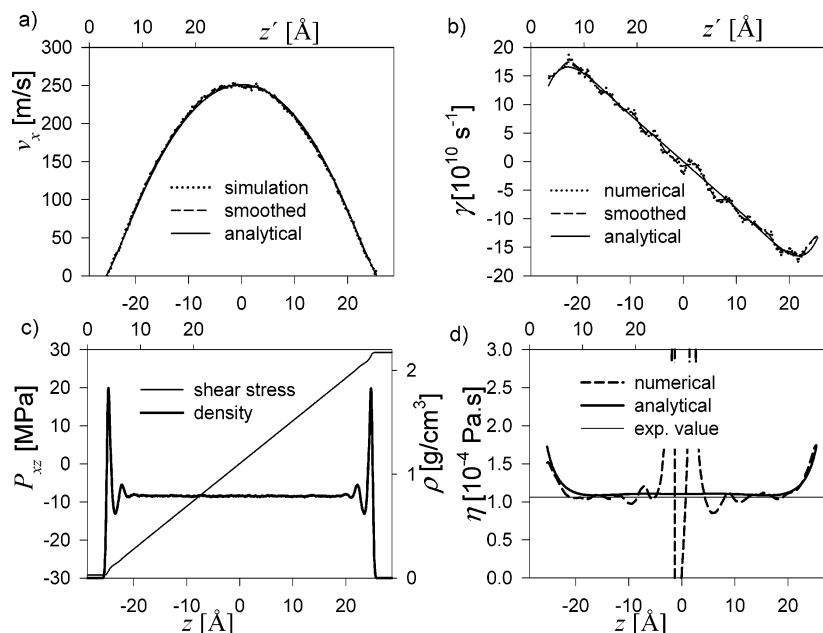 a)
0 10 20
z´ [Å]
300
250
200
150
100
50
0
v_x [m/s]
simulation
smoothed
analytical
-20 -10 0 10 20
b)
0 10 20
z´ [Å]
20
15
10
5
0
-5
-10
-15
-20
γ [10^10 s^-1]
numerical
smoothed
analytical
-20 -10 0 10 20
c)
0 10 20
30
20
10
0
-10
-20
-30
P_xz [MPa]
shear stress
density
2
1
0
ρ [g/cm^3]
-20 -10 0 10 20
z [Å]
d)
0 10 20
3.0
2.5
2.0
1.5
1.0
0.5
0.0
η [10^-4 Pa.s]
numerical
analytical
exp. value
-20 -10 0 10 20
z [Å]